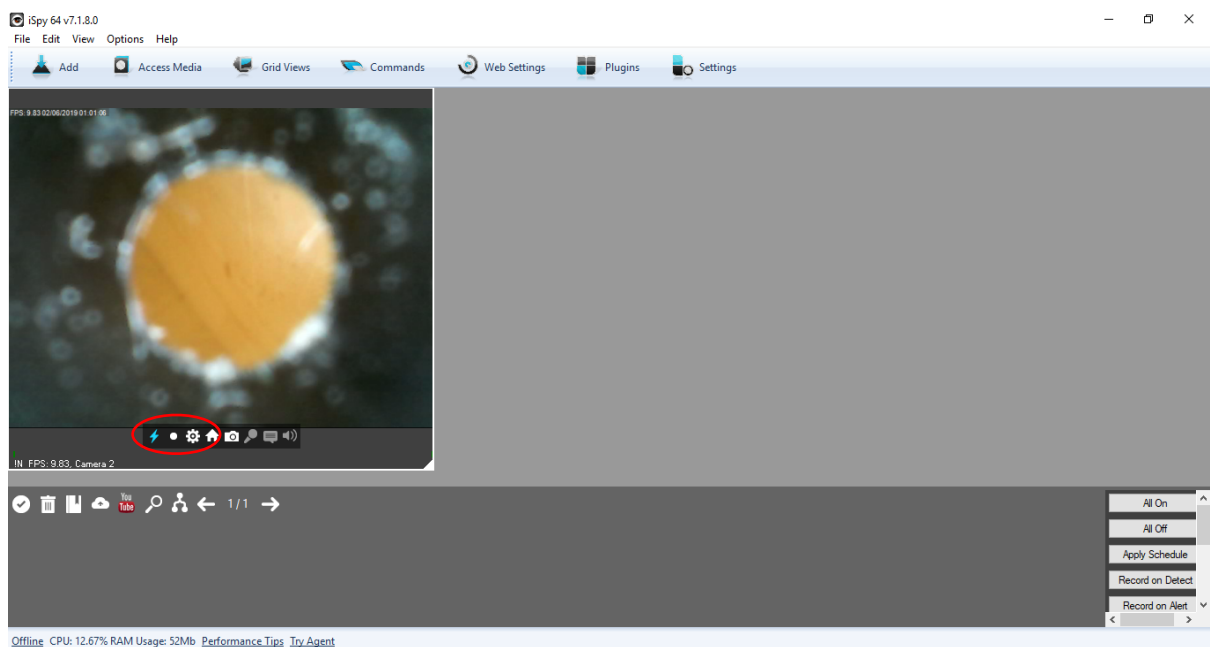 iSpy 64 v7.1.8.0
File Edit View Options Help
Add Access Media Grid Views Commands Web Settings Plugins Settings
FPS: 9.83 02/06/2019 01:01:06
!N FPS: 9.83, Camera 2
You Tube 1/1
All On
All Off
Apply Schedule
Record on Detect
Record on Alert
Offline CPU: 12.67% RAM Usage: 52Mb Performance Tips Try Agent